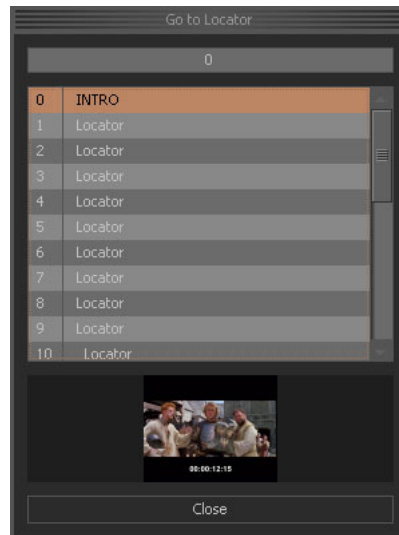 Go to Locator
0
0 INTRO
1 Locator
2 Locator
3 Locator
4 Locator
5 Locator
6 Locator
7 Locator
8 Locator
9 Locator
10 Locator
00:00:12:15
Close